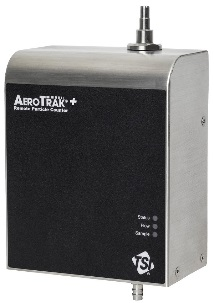 AEROTRAK®+
Remote Particle Counter
Status
Flow
Sample
TSI